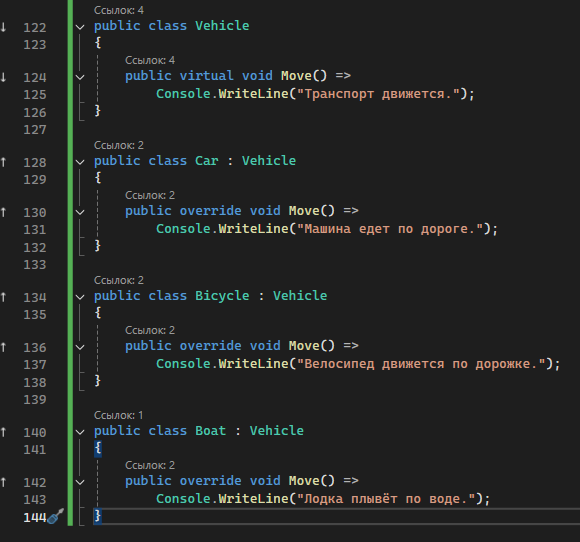 Ссылок: 4
122 public class Vehicle
123 {
Ссылок: 4
124 public virtual void Move() =>
125 Console.WriteLine("Транспорт движется.");
126 }
127
Ссылок: 2
128 public class Car : Vehicle
129 {
Ссылок: 2
130 public override void Move() =>
131 Console.WriteLine("Машина едет по дороге.");
132 }
133
Ссылок: 2
134 public class Bicycle : Vehicle
135 {
Ссылок: 2
136 public override void Move() =>
137 Console.WriteLine("Велосипед движется по дорожке.");
138 }
139
Ссылок: 1
140 public class Boat : Vehicle
141 {
Ссылок: 2
142 public override void Move() =>
143 Console.WriteLine("Лодка плывёт по воде.");
144 }